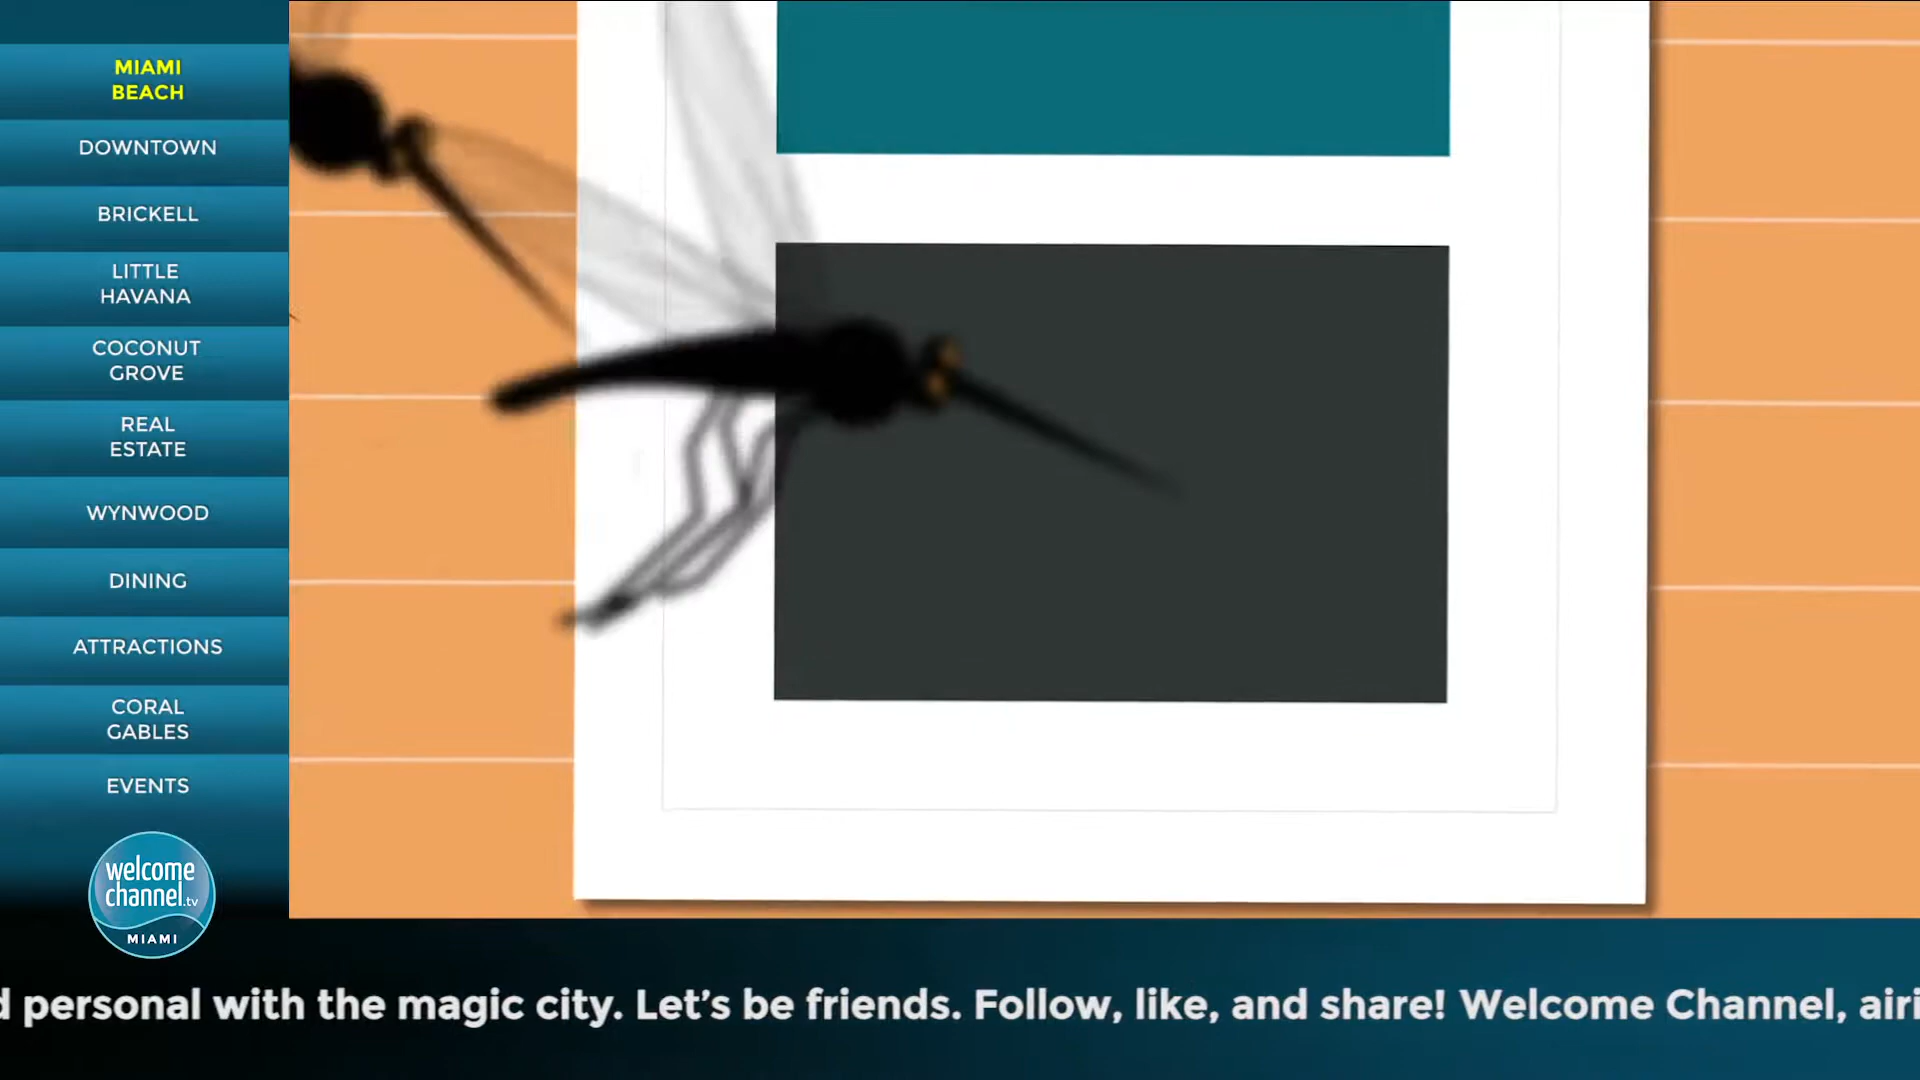 MIAMI
BEACH
DOWNTOWN
BRICKELL
LITTLE
HAVANA
COCONUT
GROVE
REAL
ESTATE
WYNWOOD
DINING
ATTRACTIONS
CORAL
GABLES
EVENTS
welcome
channel.tv
MIAMI
personal with the magic city. Let's be friends. Follow, like, and share! Welcome Channel,